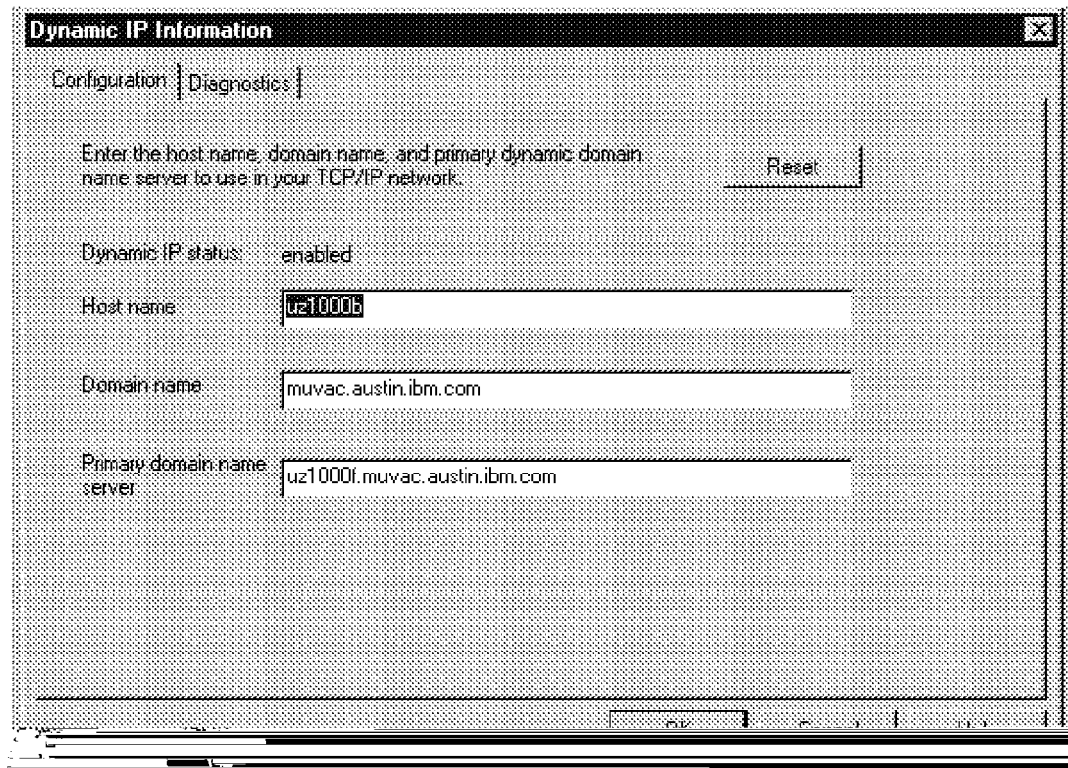 Dynamic IP Information
Configuration Diagnostics
Enter the host name, domain name, and primary dynamic domain
name server to use in your TCP/IP network.
Reset
Dynamic IP status: enabled
Host name uz1000b
Domain name muvac.austin.ibm.com
Primary domain name
server uz1000f.muvac.austin.ibm.com
OK